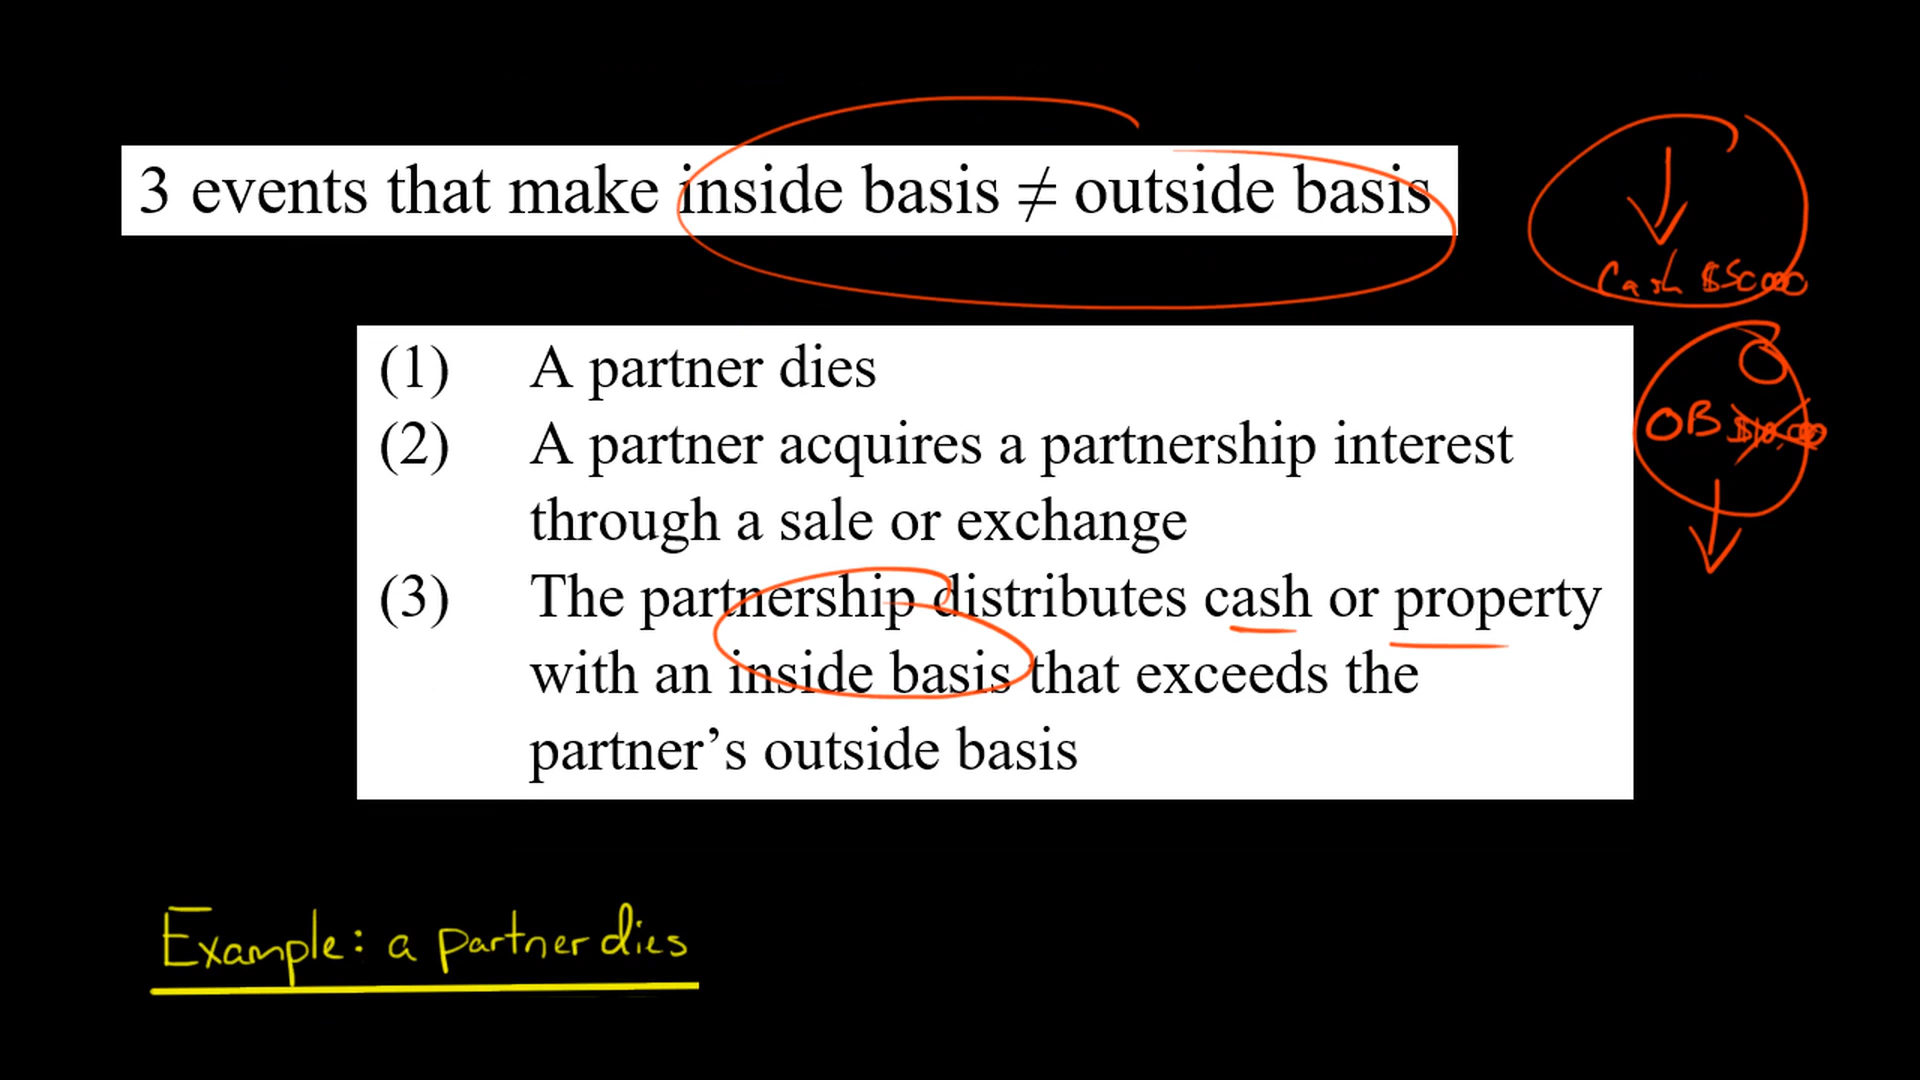 3 events that make inside basis ≠ outside basis
Cash $50000
(1) A partner dies
(2) A partner acquires a partnership interest
through a sale or exchange
(3) The partnership distributes cash or property
with an inside basis that exceeds the
partner’s outside basis
0
OB
Example: a partner dies